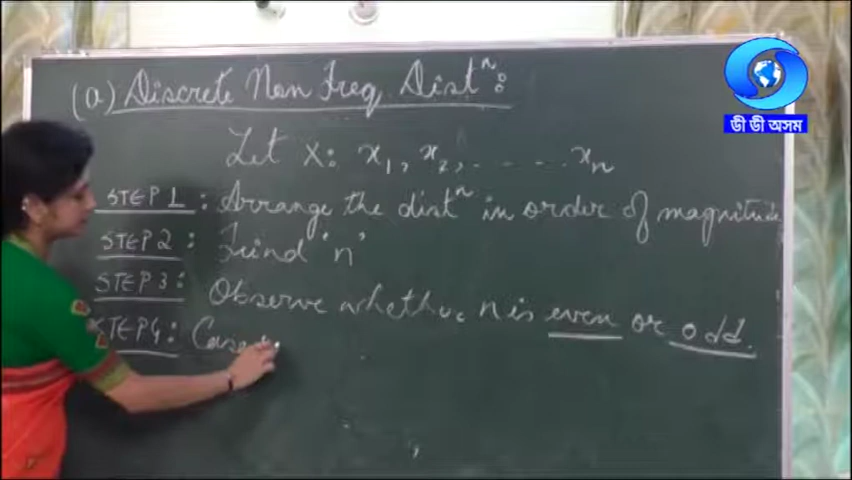 (a) Discrete Non Freq. Distⁿ:
Let X: x₁, x₂, ..... xₙ
STEP 1 : Arrange the distⁿ in order of magnitude
STEP 2 : Find 'n'
STEP 3 : Observe whether n is even or odd.
STEP 4 : Case
ডী ডী অসম